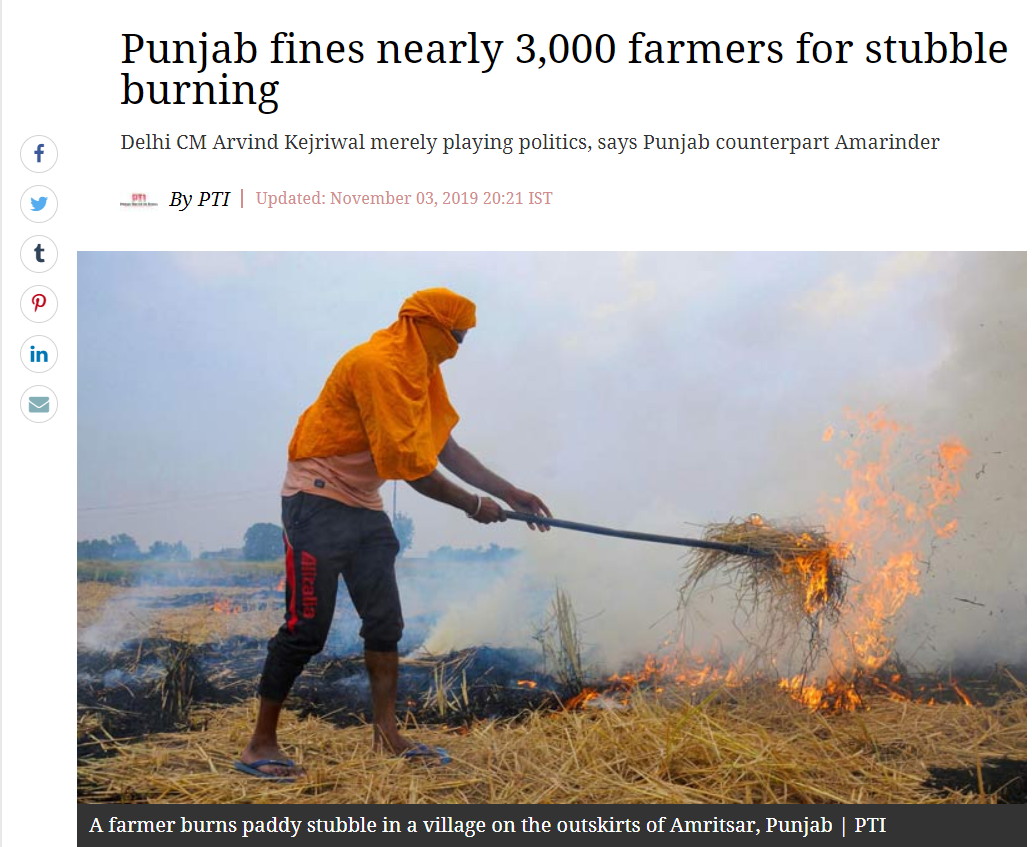 Punjab fines nearly 3,000 farmers for stubble
burning
Delhi CM Arvind Kejriwal merely playing politics, says Punjab counterpart Amarinder
PTI
By PTI | Updated: November 03, 2019 20:21 IST
Alitalia
A farmer burns paddy stubble in a village on the outskirts of Amritsar, Punjab | PTI